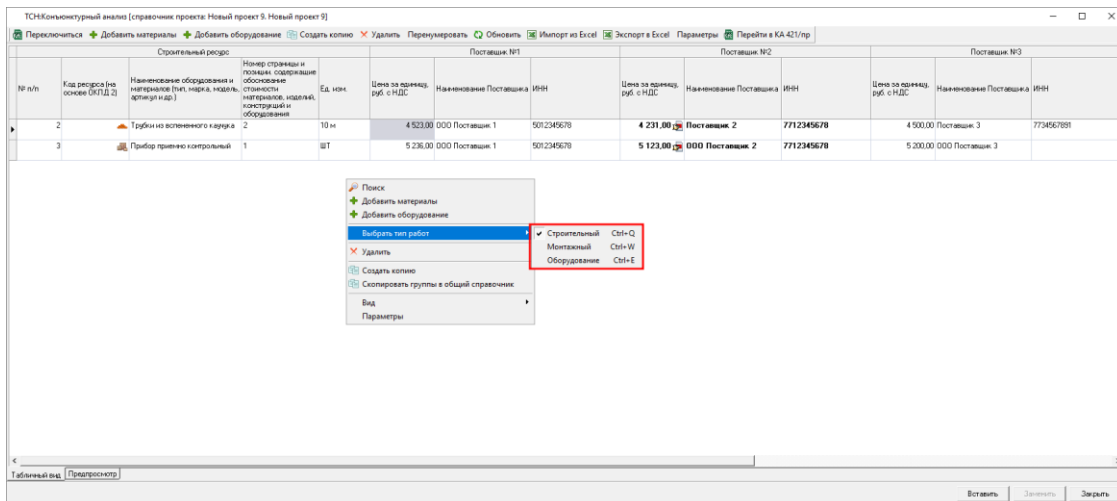 ТСН:Конъюнктурный анализ [справочник проекта: Новый проект 9. Новый проект 9]
Переключиться Добавить материалы Добавить оборудование Создать копию Удалить Перенумеровать Обновить Импорт из Excel Экспорт в Excel Параметры Перейти в КА 421/пр
Строительный ресурс Поставщик №1 Поставщик №2 Поставщик №3
№ п/п
Код ресурса (на
основе ОКПД 2)
Наименование оборудования и
материалов (тип, марка, модель,
артикул и др.)
Номер страницы и
позиции, содержащие
обоснование
стоимости
материалов, изделий,
конструкций и
оборудования
Ед. изм.
Цена за единицу,
руб. с НДС
Наименование Поставщика
ИНН
Цена за единицу,
руб. с НДС
Наименование Поставщика
ИНН
Цена за единицу,
руб. с НДС
Наименование Поставщика
ИНН
2 Трубки из вспененного каучука 2 10 м 4 523,00 ООО Поставщик 1 5012345678 4 231,00 Поставщик 2 7712345678 4 500,00 Поставщик 3 7734567891
3 Прибор приемно контрольный 1 ШТ 5 236,00 ООО Поставщик 1 5012345678 5 123,00 ООО Поставщик 2 7712345678 5 200,00 ООО Поставщик 3
Поиск
Добавить материалы
Добавить оборудование
Выбрать тип работ
Строительный Ctrl+Q
Монтажный Ctrl+W
Оборудование Ctrl+E
Удалить
Создать копию
Скопировать группы в общий справочник
Вид
Параметры
Табличный вид Предпросмотр
Вставить Заменить Закрыть